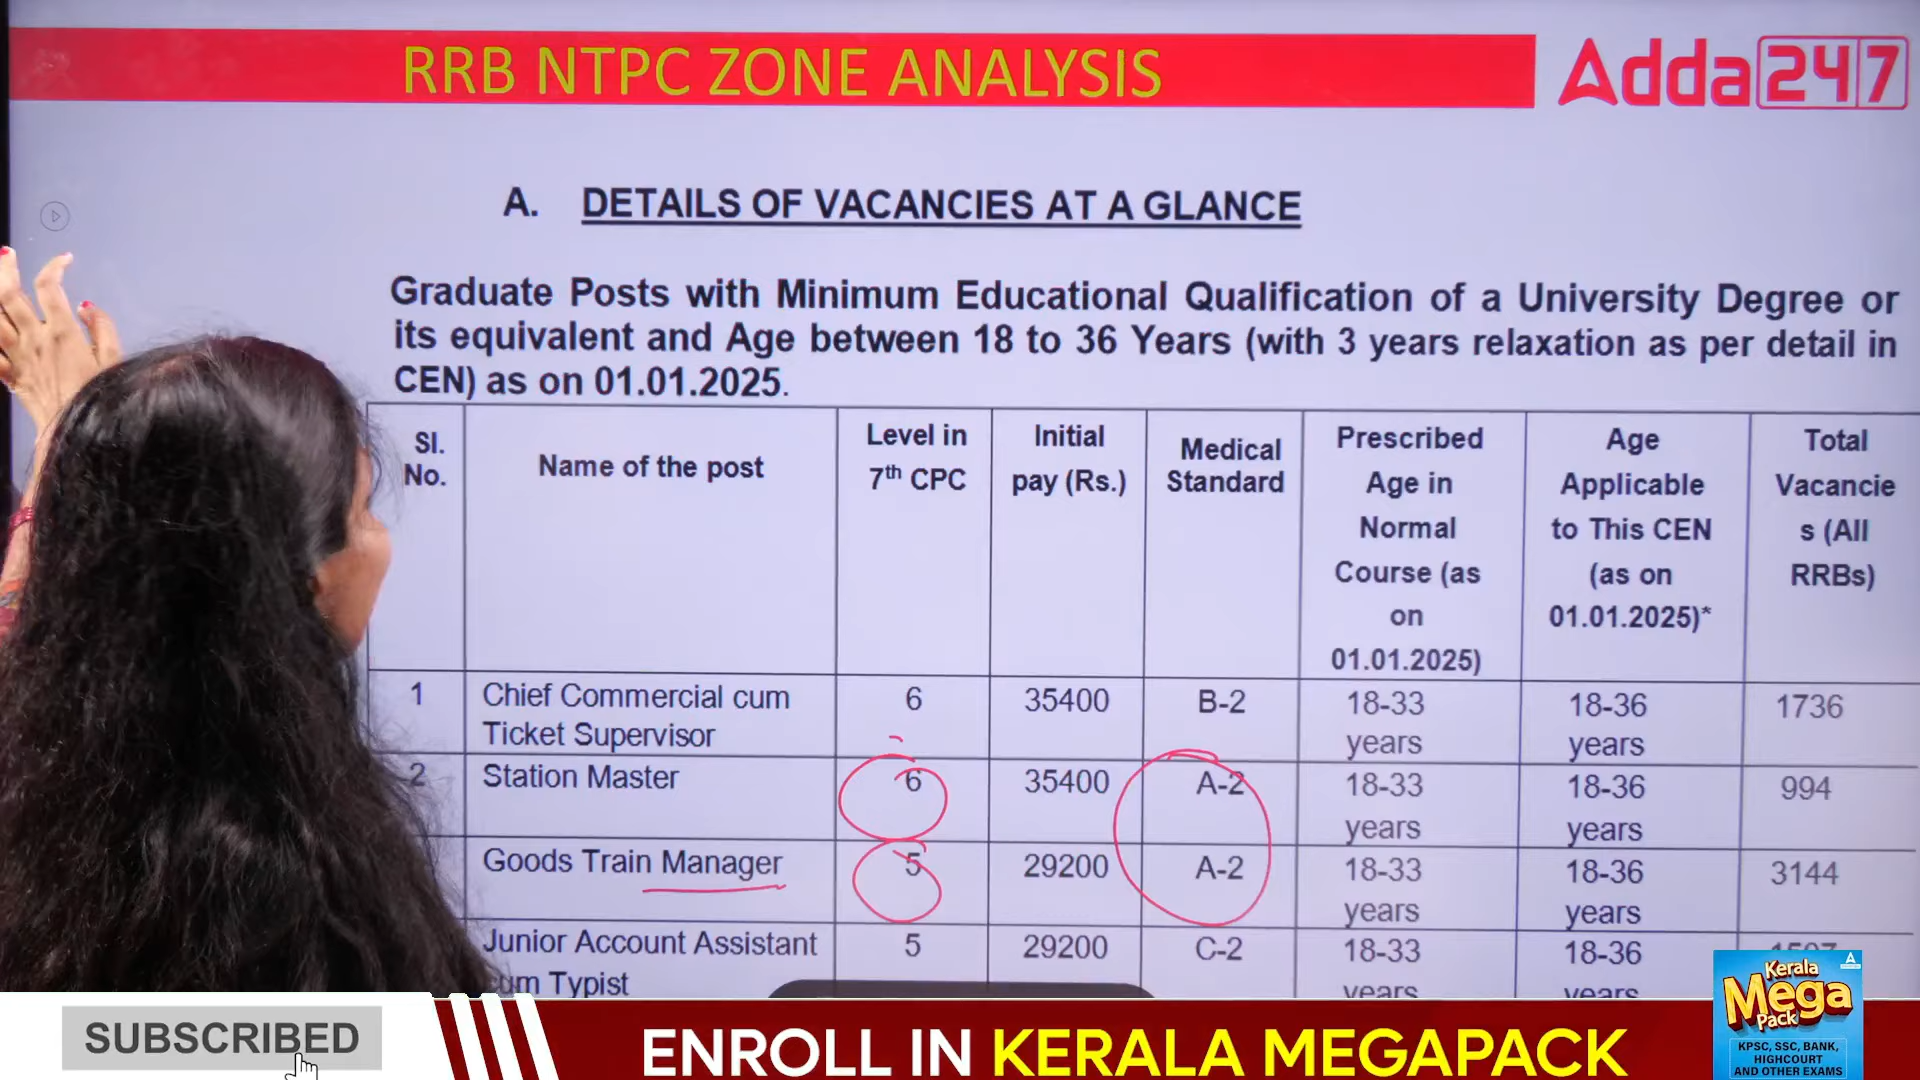 RRB NTPC ZONE ANALYSIS
Adda247
A. DETAILS OF VACANCIES AT A GLANCE
Graduate Posts with Minimum Educational Qualification of a University Degree or
its equivalent and Age between 18 to 36 Years (with 3 years relaxation as per detail in
CEN) as on 01.01.2025.
Sl. No. Name of the post Level in 7th CPC Initial pay (Rs.) Medical Standard Prescribed Age in Normal Course (as on 01.01.2025) Age Applicable to This CEN (as on 01.01.2025)* Total Vacancies (All RRBs)
1 Chief Commercial cum Ticket Supervisor 6 35400 B-2 18-33 years 18-36 years 1736
2 Station Master 6 35400 A-2 18-33 years 18-36 years 994
Goods Train Manager 5 29200 A-2 18-33 years 18-36 years 3144
Junior Account Assistant cum Typist 5 29200 C-2 18-33 years 18-36 years
SUBSCRIBED
ENROLL IN KERALA MEGAPACK
Kerala
Mega
Pack
KPSC, SSC, BANK,
HIGHCOURT
AND OTHER EXAMS